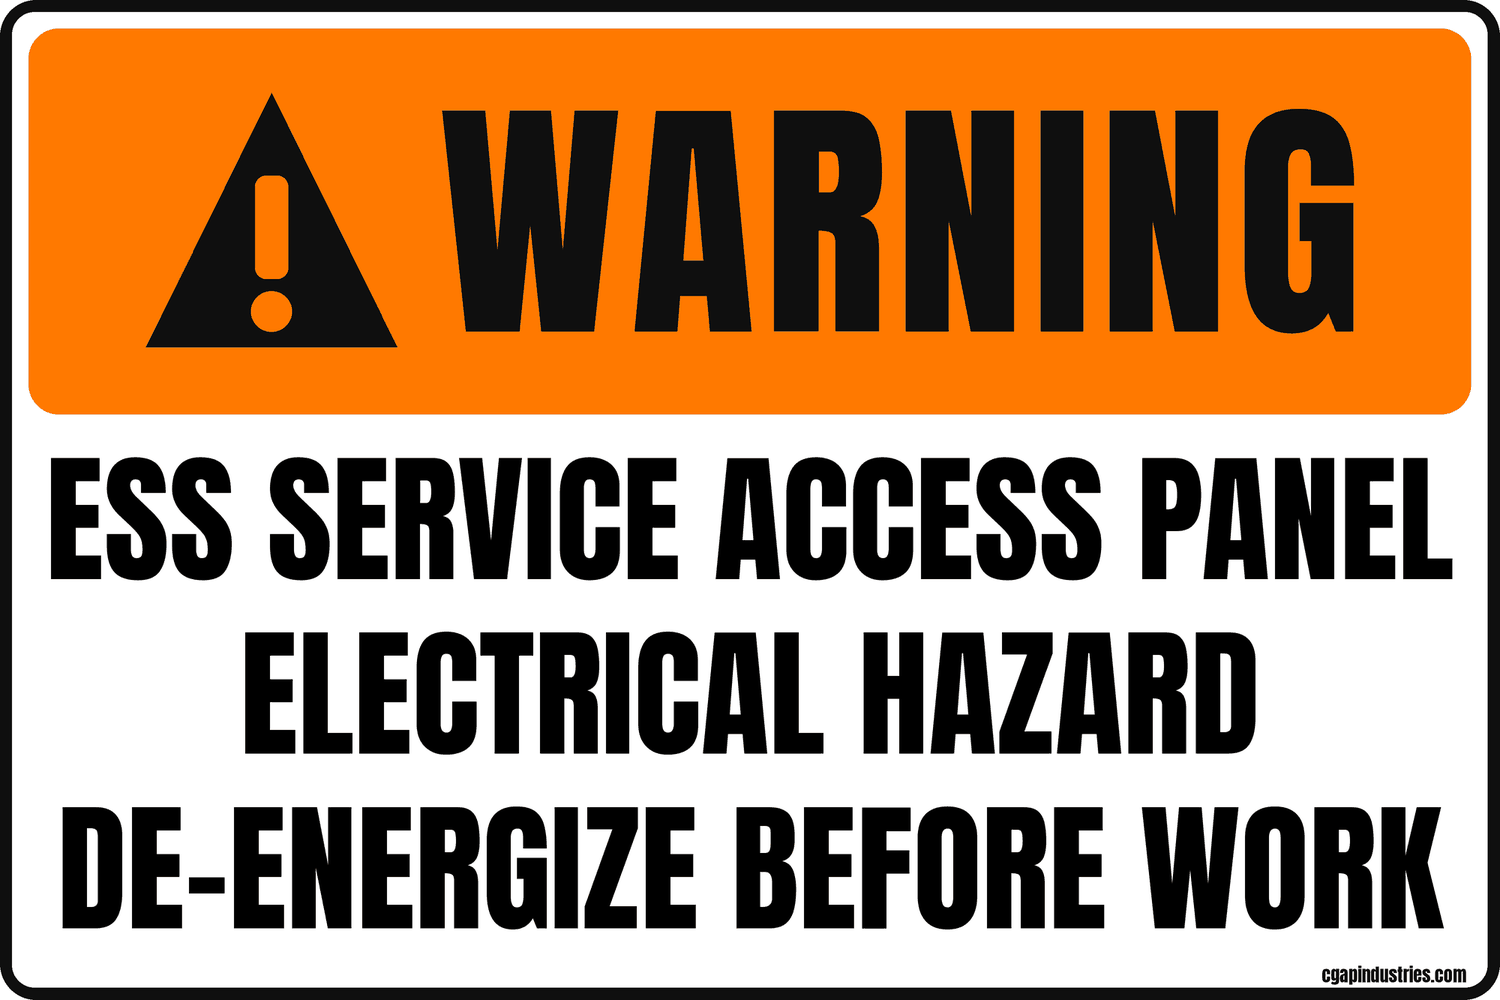 WARNING
ESS SERVICE ACCESS PANEL
ELECTRICAL HAZARD
DE-ENERGIZE BEFORE WORK
cgapindustries.com